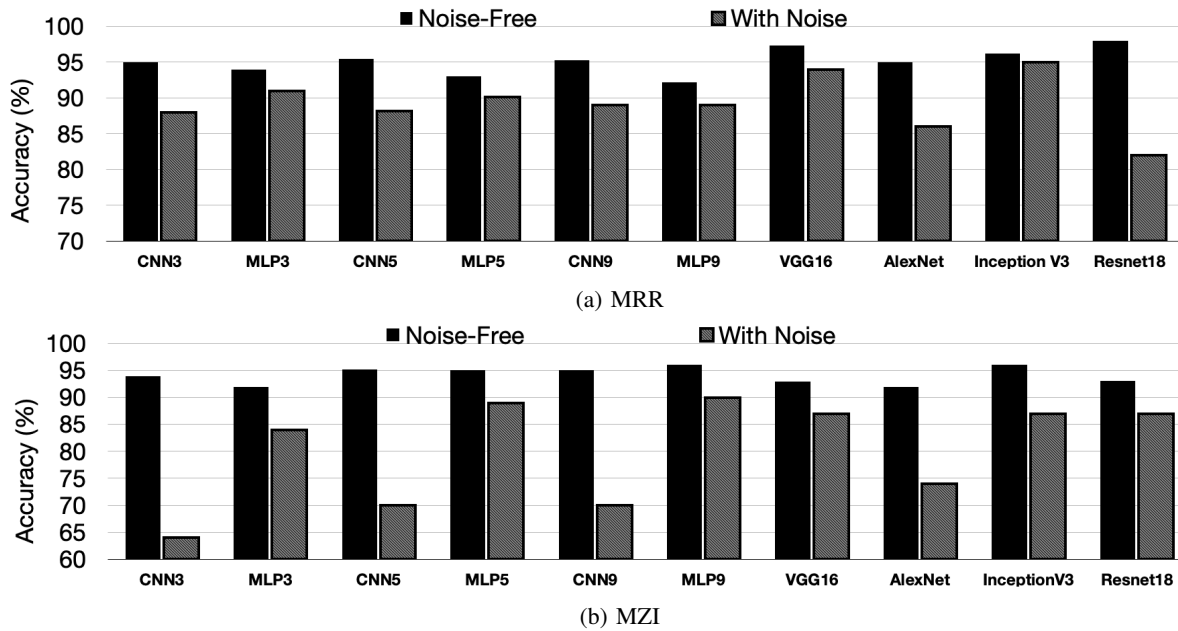 Noise-Free With Noise
Accuracy (%)
100
95
90
85
80
75
70
CNN3 MLP3 CNN5 MLP5 CNN9 MLP9 VGG16 AlexNet Inception V3 Resnet18
(a) MRR
Noise-Free With Noise
Accuracy (%)
100
95
90
85
80
75
70
65
60
CNN3 MLP3 CNN5 MLP5 CNN9 MLP9 VGG16 AlexNet InceptionV3 Resnet18
(b) MZI